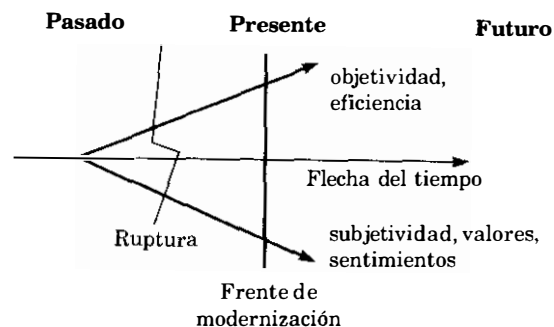 Pasado Presente Futuro
objetividad,
eficiencia
Flecha del tiempo
Ruptura
subjetividad, valores,
sentimientos
Frente de
modernización